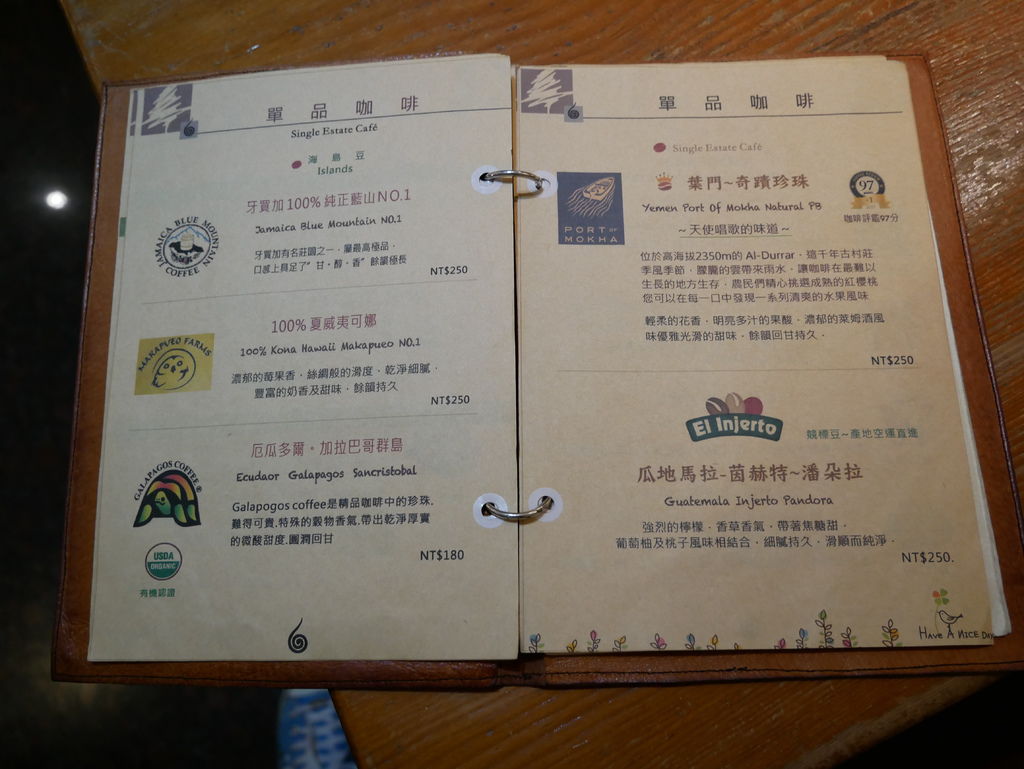 單品咖啡
Single Estate Café
海島豆
Islands
JAMAICA BLUE MOUNTAIN
COFFEE
牙買加100%純正藍山NO.1
Jamaica Blue Mountain NO.1
牙買加有名莊園之一，屬最高極品，
口感上具足了"甘，醇，香"餘韻極長
NT$250
MAKAPUEO FARMS
100%夏威夷可娜
100% Kona Hawaii Makapueo NO.1
濃郁的莓果香，絲綢般的滑度，乾淨細膩，
豐富的奶香及甜味，餘韻持久
NT$250
GALAPAGOS COFFEE®
厄瓜多爾。加拉巴哥群島
Ecudaor Galapagos Sancristobal
Galapogos coffee是精品咖啡中的珍珠,
難得可貴.特殊的穀物香氣.帶出乾淨厚實
的微酸甜度.圓潤回甘
NT$180
USDA
ORGANIC
有機認證
單品咖啡
Single Estate Café
PORT OF
MOKHA
葉門~奇蹟珍珠
Yemen Port Of Mokha Natural PB
~天使唱歌的味道~
97
咖啡評鑑97分
位於高海拔2350m的 Al-Durrar，這千年古村莊
季風季節，朦朧的雲帶來雨水，讓咖啡在最難以
生長的地方生存，農民們精心挑選成熟的紅櫻桃
您可以在每一口中發現一系列清爽的水果風味
輕柔的花香，明亮多汁的果酸，濃郁的萊姆酒風
味優雅光滑的甜味，餘韻回甘持久，
NT$250
El Injerto
競標豆~產地空運直進
瓜地馬拉-茵赫特~潘朵拉
Guatemala Injerto Pandora
強烈的檸檬，香草香氣，帶著焦糖甜，
葡萄柚及桃子風味相結合，細膩持久，滑順而純淨，
NT$250.
HAVE A NICE DAY